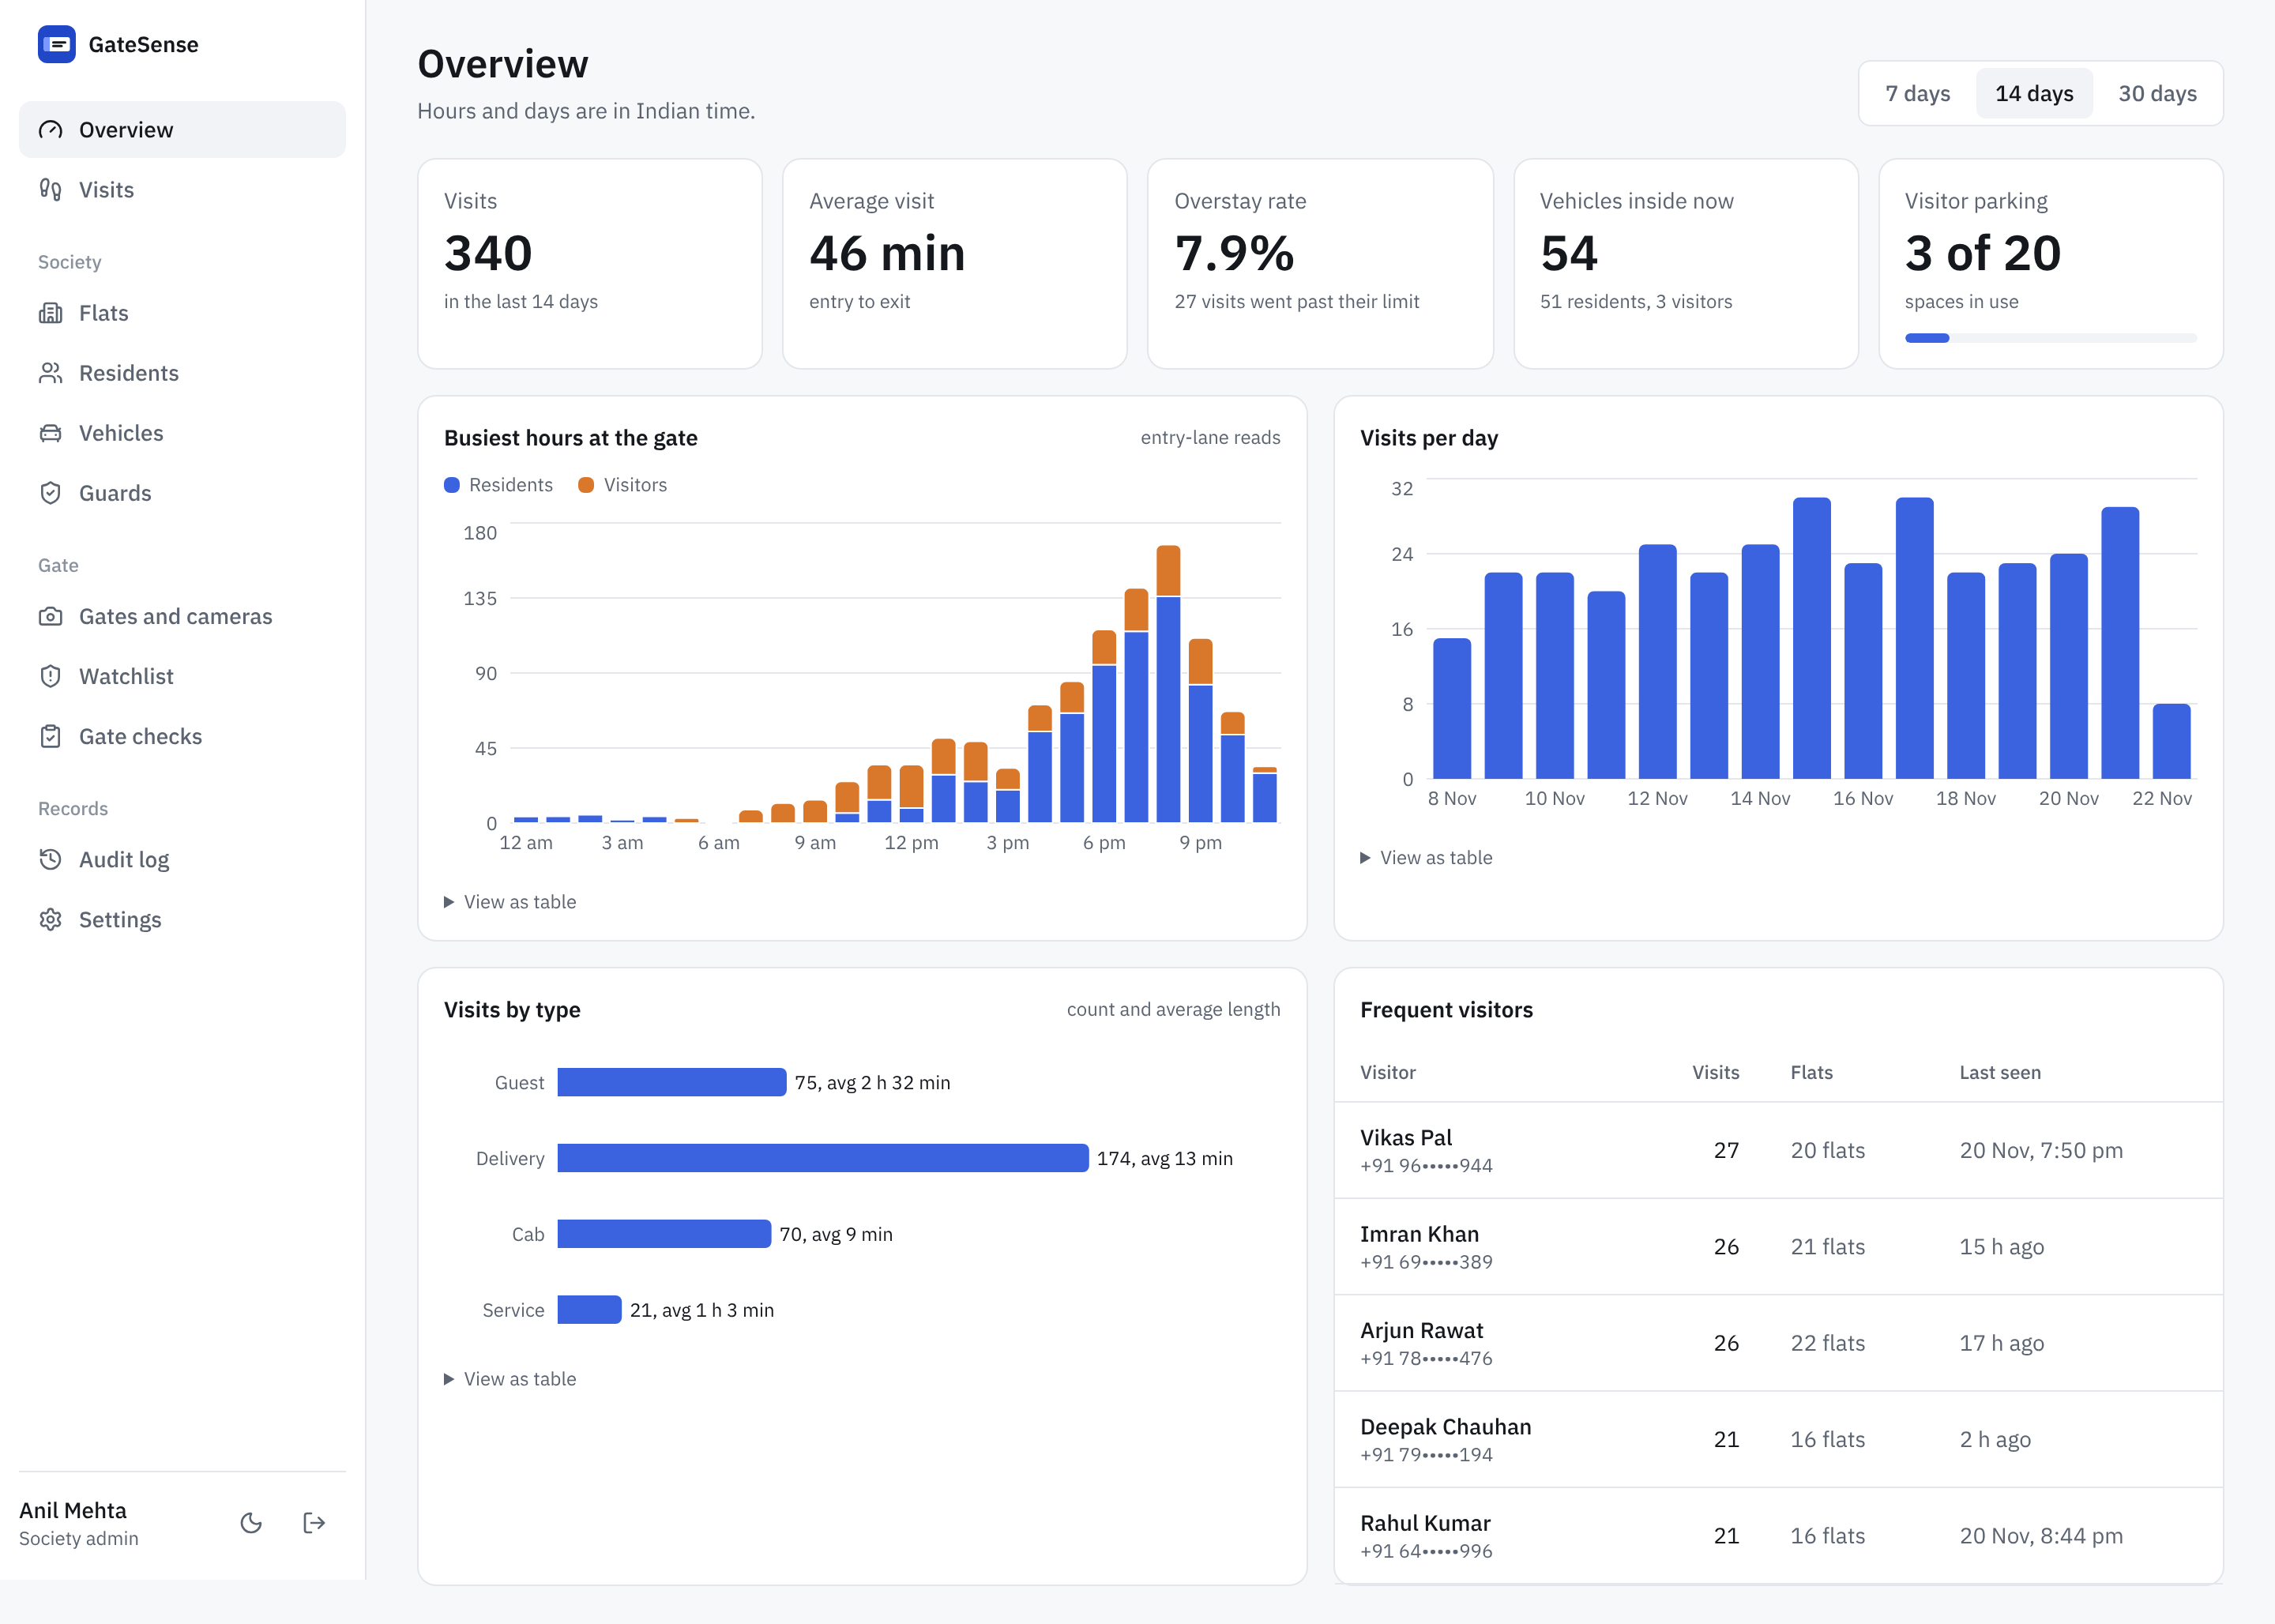 GateSense
Overview
Visits
Society
Flats
Residents
Vehicles
Guards
Gate
Gates and cameras
Watchlist
Gate checks
Records
Audit log
Settings
Anil Mehta
Society admin
Overview
Hours and days are in Indian time.
7 days 14 days 30 days
Visits
340
in the last 14 days
Average visit
46 min
entry to exit
Overstay rate
7.9%
27 visits went past their limit
Vehicles inside now
54
51 residents, 3 visitors
Visitor parking
3 of 20
spaces in use
Busiest hours at the gate entry-lane reads
Residents Visitors
180
135
90
45
0
12 am 3 am 6 am 9 am 12 pm 3 pm 6 pm 9 pm
View as table
Visits per day
32
24
16
8
0
8 Nov 10 Nov 12 Nov 14 Nov 16 Nov 18 Nov 20 Nov 22 Nov
View as table
Visits by type count and average length
Guest 75, avg 2 h 32 min
Delivery 174, avg 13 min
Cab 70, avg 9 min
Service 21, avg 1 h 3 min
View as table
Frequent visitors
Visitor Visits Flats Last seen
Vikas Pal 27 20 flats 20 Nov, 7:50 pm
+91 96•••••944
Imran Khan 26 21 flats 15 h ago
+91 69•••••389
Arjun Rawat 26 22 flats 17 h ago
+91 78•••••476
Deepak Chauhan 21 16 flats 2 h ago
+91 79•••••194
Rahul Kumar 21 16 flats 20 Nov, 8:44 pm
+91 64•••••996